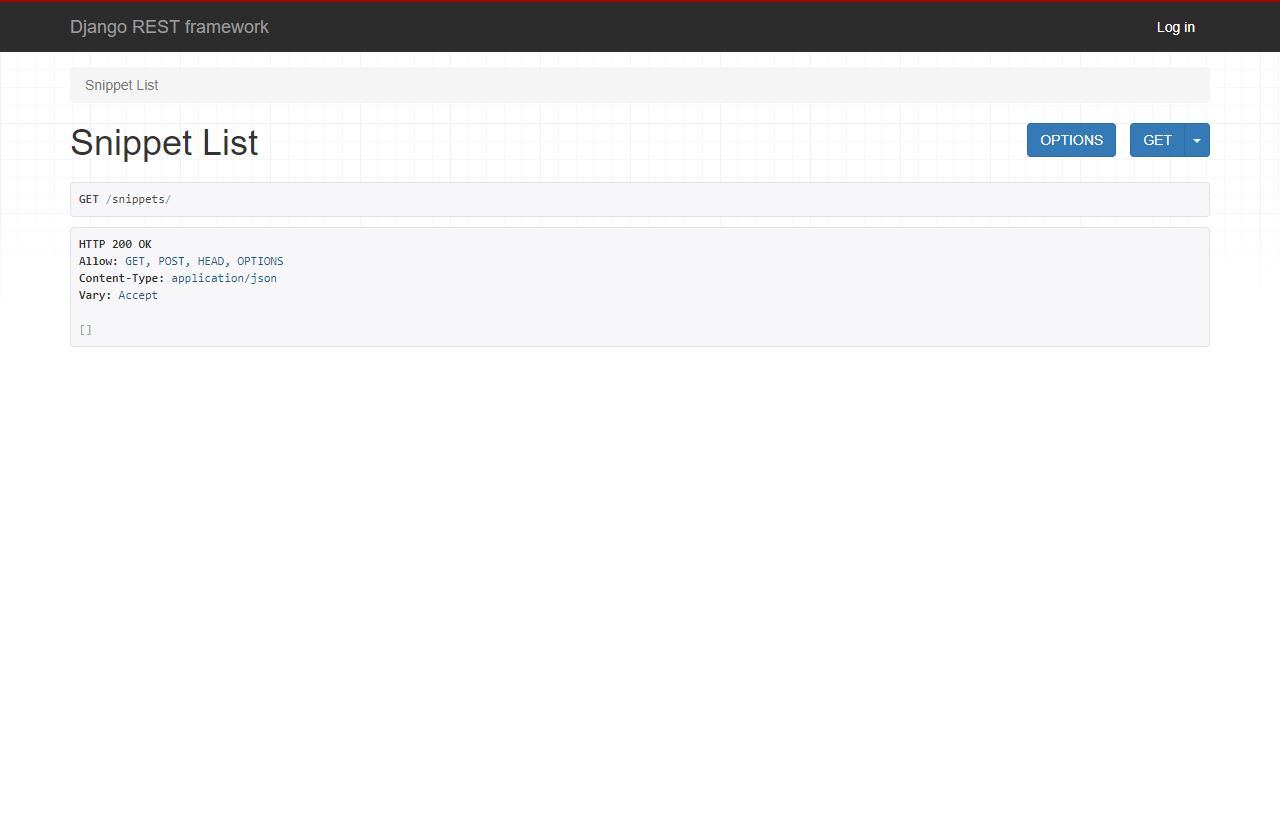 Django REST framework
Log in
Snippet List
Snippet List
OPTIONS
GET
GET /snippets/
HTTP 200 OK
Allow: GET, POST, HEAD, OPTIONS
Content-Type: application/json
Vary: Accept
[]